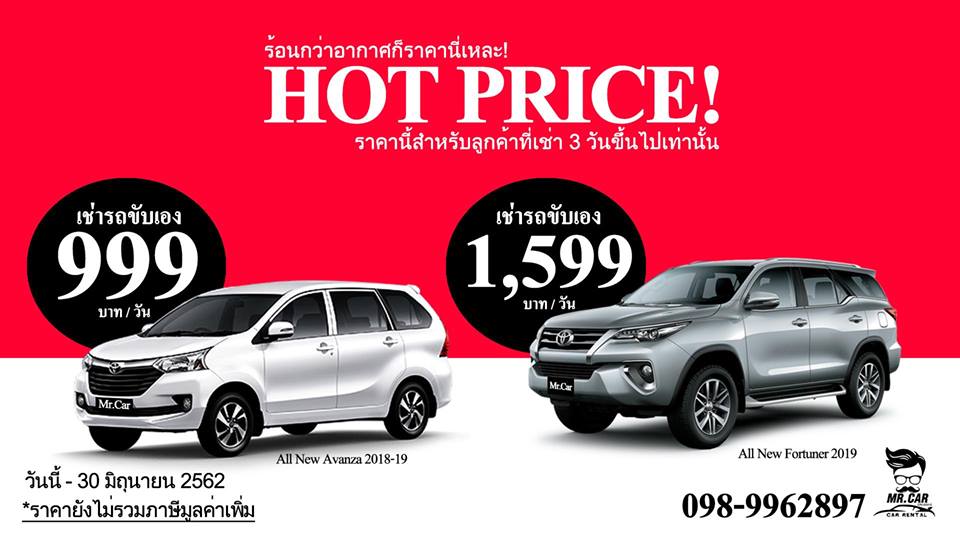 ร้อนกว่าอากาศก็ราคานี่เหละ!
HOT PRICE!
ราคานี้สำหรับลูกค้าที่เช่า 3 วันขึ้นไปเท่านั้น
เช่ารถขับเอง
999
บาท / วัน
เช่ารถขับเอง
1,599
บาท / วัน
Mr.Car
Mr.Car
All New Avanza 2018-19
All New Fortuner 2019
วันนี้ - 30 มิถุนายน 2562
*ราคายังไม่รวมภาษีมูลค่าเพิ่ม
098-9962897
MR.CAR
CAR RENTAL